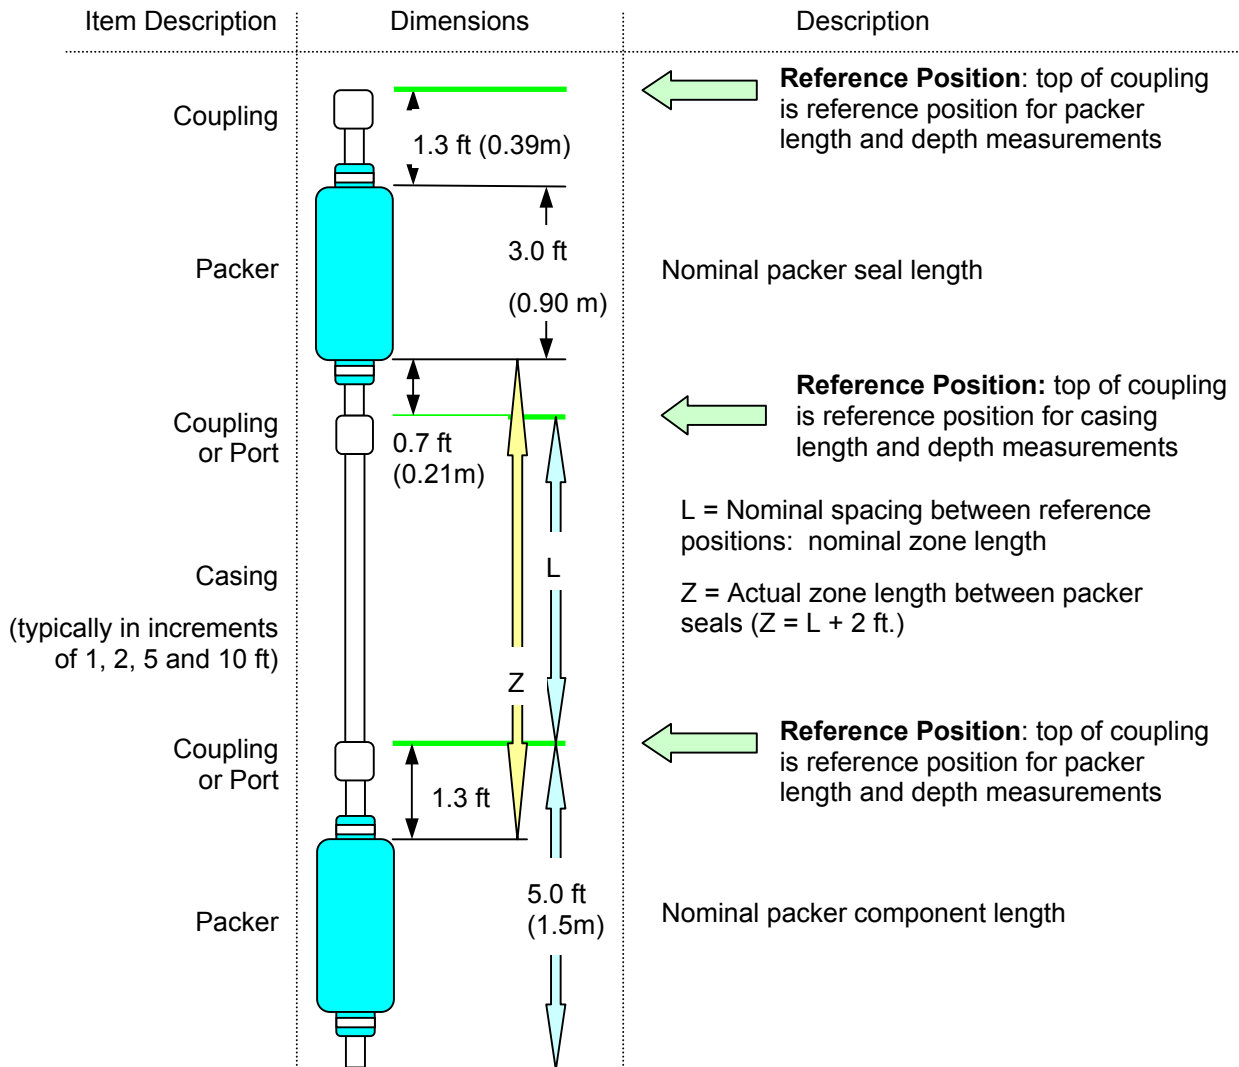 Item Description
Dimensions
Description
Coupling
1.3 ft (0.39m)
Reference Position: top of coupling
is reference position for packer
length and depth measurements
Packer
3.0 ft
(0.90 m)
Nominal packer seal length
Coupling
or Port
0.7 ft
(0.21m)
Reference Position: top of coupling
is reference position for casing
length and depth measurements
L = Nominal spacing between reference
positions: nominal zone length
Casing
(typically in increments
of 1, 2, 5 and 10 ft)
L
Z
Z = Actual zone length between packer
seals (Z = L + 2 ft.)
Coupling
or Port
1.3 ft
Reference Position: top of coupling
is reference position for packer
length and depth measurements
Packer
5.0 ft
(1.5m)
Nominal packer component length